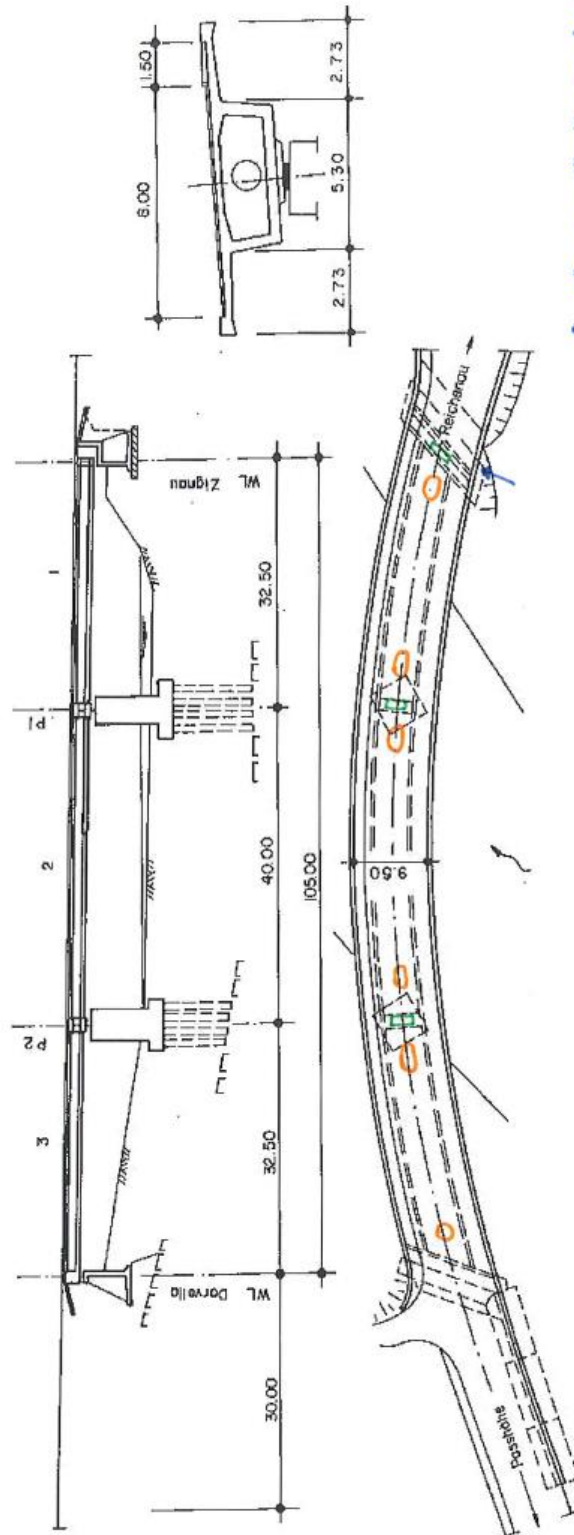 3
P2
2
P1
1
WL
Darvella
WL
Zignau
30.00
32.50
40.00
32.50
105.00
8.00
1.50
2.73
5.30
2.73
9.50
Passhöhe
Reichenau